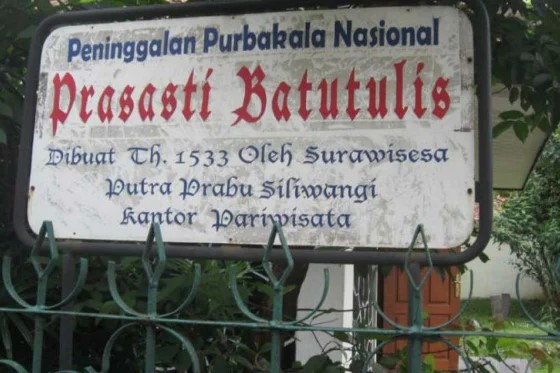 Peninggalan Purbakala Nasional
Prasasti Batutulis
Dibuat Th. 1533 Oleh Surawisesa
Putra Prabu Siliwangi
Kantor Pariwisata